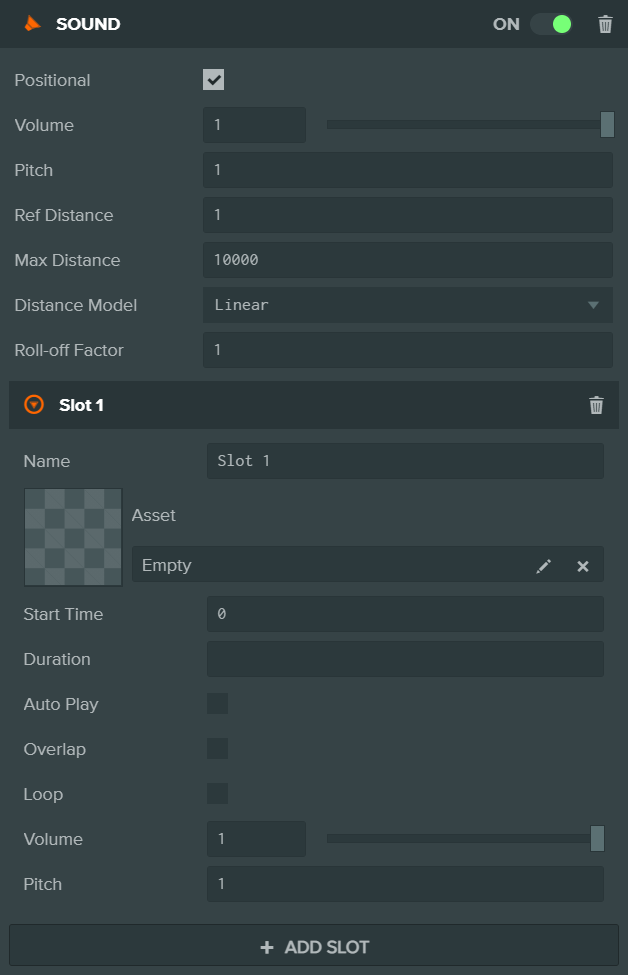 SOUND ON
Positional
Volume 1
Pitch 1
Ref Distance 1
Max Distance 10000
Distance Model Linear
Roll-off Factor 1
Slot 1
Name Slot 1
Asset
Empty
Start Time 0
Duration
Auto Play
Overlap
Loop
Volume 1
Pitch 1
+ ADD SLOT